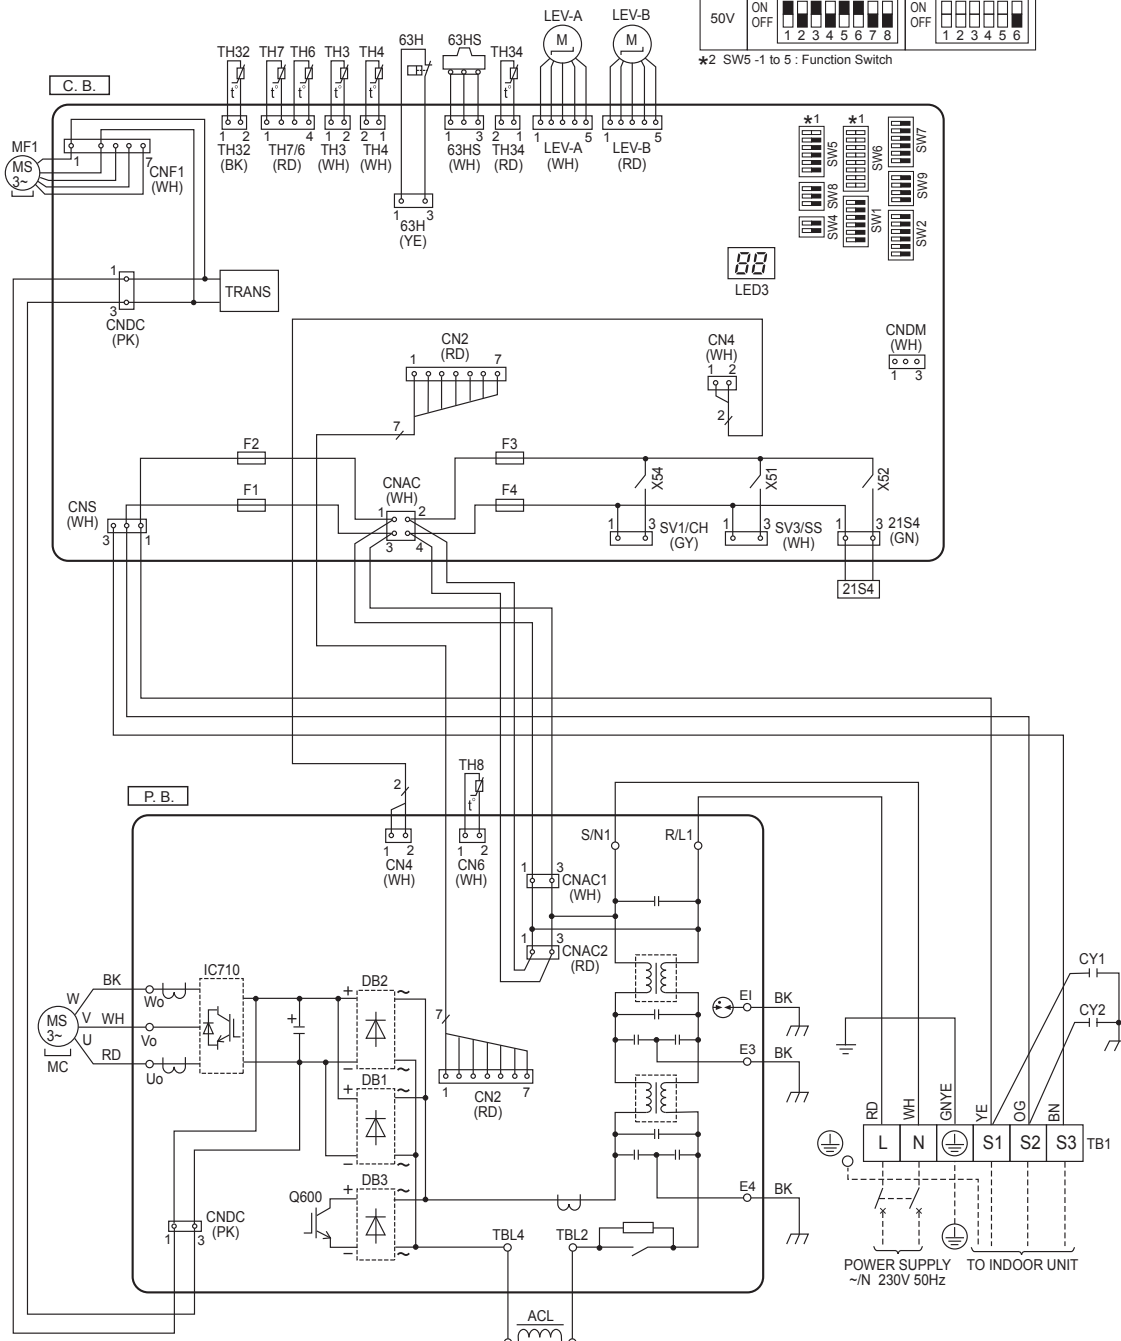 LEV-A LEV-B
50V ON OFF 1 2 3 4 5 6 7 8 ON OFF 1 2 3 4 5 6
*2 SW5 -1 to 5 : Function Switch
TH32 TH7 TH6 TH3 TH4 63H 63HS TH34 M M
t° t° t° t° t° t°
C. B.
1 2 1 4 1 2 2 1 1 3 2 1 1 5 1 5
TH32 (BK)
TH7/6 (RD)
TH3 (WH)
TH4 (WH)
63HS (WH)
TH34 (RD)
LEV-A (WH)
LEV-B (RD)
1 3
63H (YE)
*1 *1
SW5 SW6 SW7
SW8 SW9
SW4 SW1 SW2
MF1
MS 3~
1 7
CNF1 (WH)
88
LED3
1
3
CNDC (PK)
TRANS
CN2 (RD)
1 7
7
CN4 (WH)
1 2
2
CNDM (WH)
1 3
F2 F3
F1 F4
CNAC (WH)
1 2
3 4
X54 X51 X52
CNS (WH)
3 1
1 3 SV1/CH (GY)
1 3 SV3/SS (WH)
1 3 21S4 (GN)
21S4
P. B.
2
1 2
CN4 (WH)
TH8
t°
1 2
CN6 (WH)
S/N1 R/L1
1 3 CNAC1 (WH)
1 3 CNAC2 (RD)
IC710
DB2
+ ~
− ~
DB1
+ ~
− ~
DB3
+ ~
− ~
+
BK W Wo
MS 3~ V WH Vo
U RD Uo
MC
7
1 7
CN2 (RD)
EI BK
E3 BK
E4 BK
CY1
CY2
RD WH GNYE YE OG BN
L N S1 S2 S3 TB1
Q600
CNDC (PK)
1 3
TBL4 TBL2
POWER SUPPLY
~/N 230V 50Hz
TO INDOOR UNIT
ACL